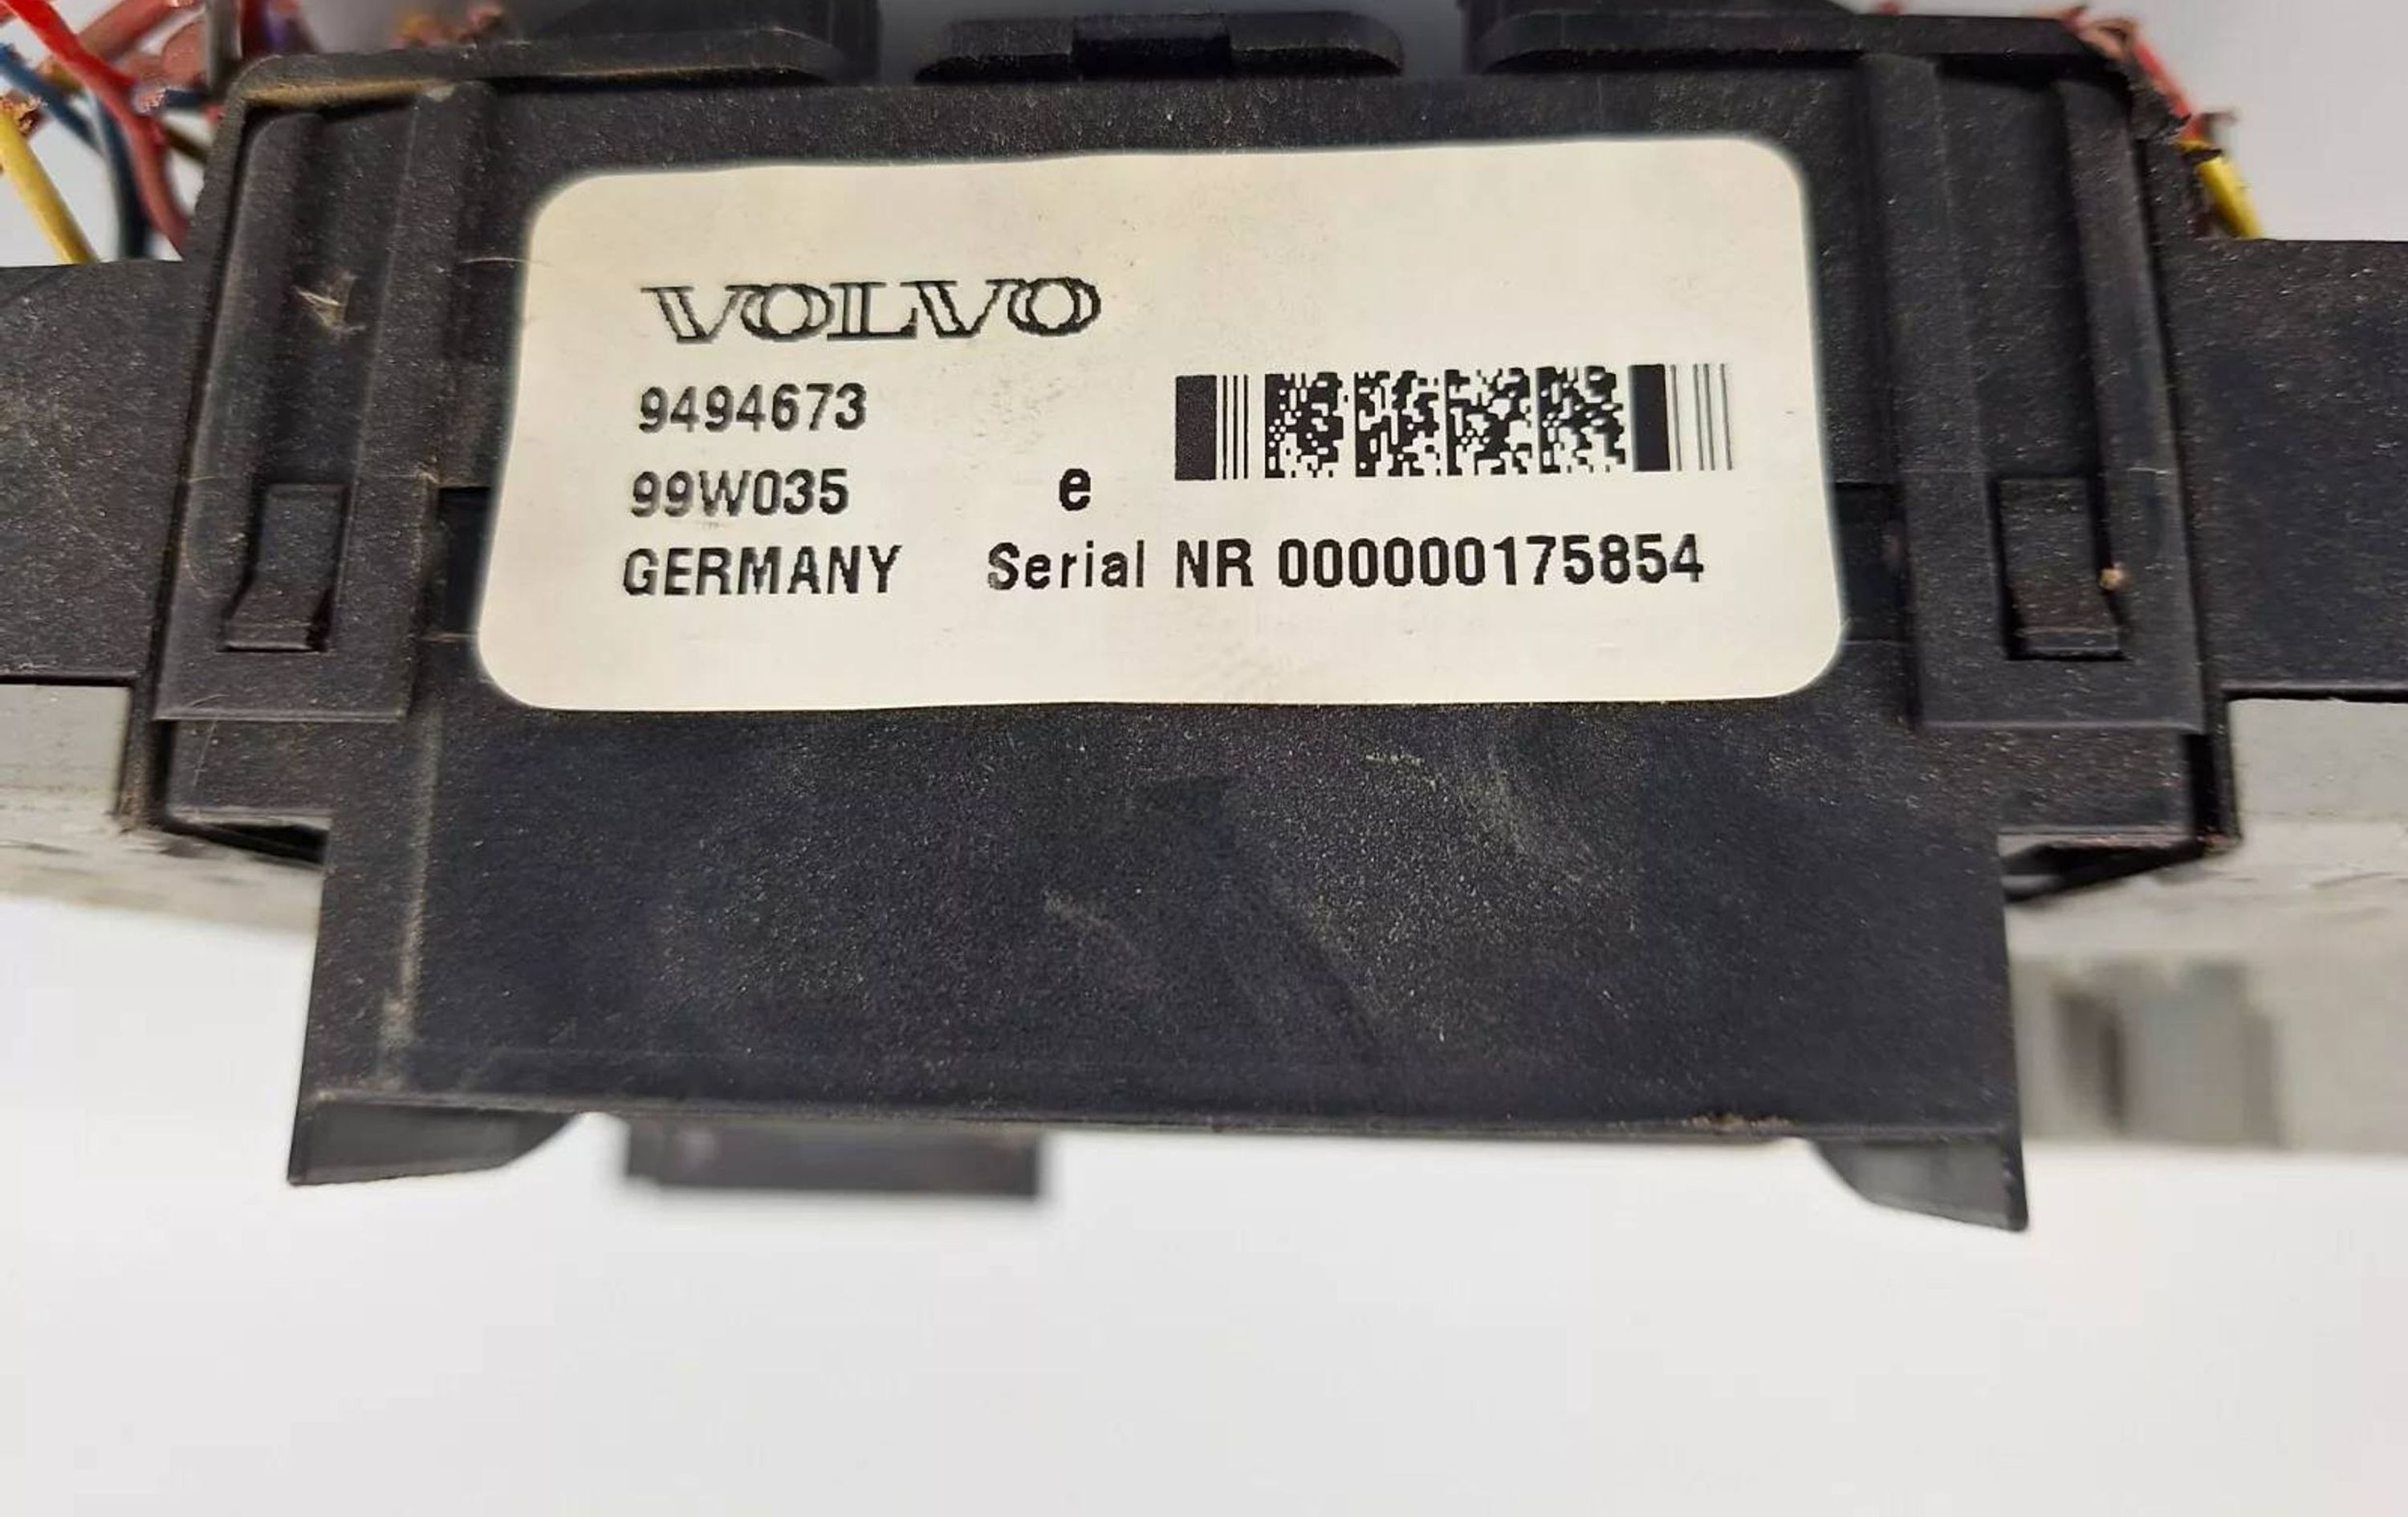 VOLVO
9494673
99W035 e
GERMANY Serial NR 000000175854